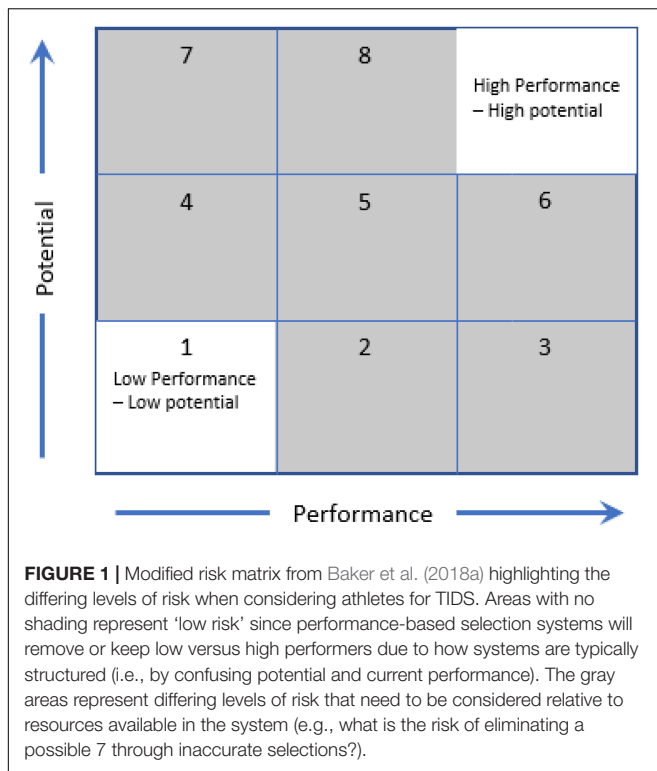 7
8
High Performance
– High potential
Potential
4
5
6
1
Low Performance
– Low potential
2
3
Performance
FIGURE 1 | Modified risk matrix from Baker et al. (2018a) highlighting the
differing levels of risk when considering athletes for TIDS. Areas with no
shading represent ‘low risk’ since performance-based selection systems will
remove or keep low versus high performers due to how systems are typically
structured (i.e., by confusing potential and current performance). The gray
areas represent differing levels of risk that need to be considered relative to
resources available in the system (e.g., what is the risk of eliminating a
possible 7 through inaccurate selections?).